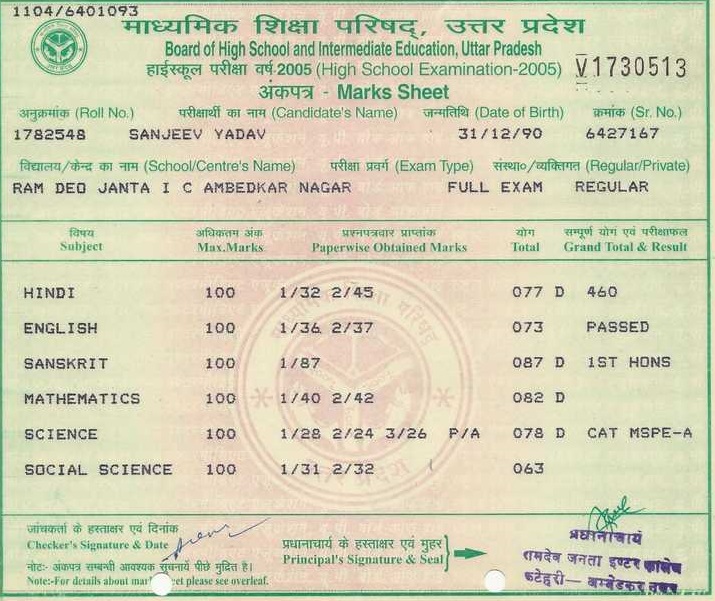 1104/6401093
माध्यमिक शिक्षा परिषद्, उत्तर प्रदेश
Board of High School and Intermediate Education, Uttar Pradesh
हाईस्कूल परीक्षा वर्ष-2005 (High School Examination-2005) V1730513
अंकपत्र - Marks Sheet
अनुक्रमांक (Roll No.) परीक्षार्थी का नाम (Candidate's Name) जन्मतिथि (Date of Birth) क्रमांक (Sr. No.)
1782548 SANJEEV YADAV 31/12/90 6427167
विद्यालय/केन्द्र का नाम (School/Centre's Name) परीक्षा प्रवर्ग (Exam Type) संस्था०/व्यक्तिगत (Regular/Private)
RAM DEO JANTA I C AMBEDKAR NAGAR FULL EXAM REGULAR
विषय अधिकतम अंक प्रश्नपत्रवार प्राप्तांक योग सम्पूर्ण योग एवं परीक्षाफल
Subject Max.Marks Paperwise Obtained Marks Total Grand Total & Result
HINDI 100 1/32 2/45 077 D 460
ENGLISH 100 1/36 2/37 073 PASSED
SANSKRIT 100 1/87 087 D 1ST HONS
MATHEMATICS 100 1/40 2/42 082 D
SCIENCE 100 1/28 2/24 3/26 P/A 078 D CAT MSPE-A
SOCIAL SCIENCE 100 1/31 2/32 063
जांचकर्ता के हस्ताक्षर एवं दिनांक
Checker's Signature & Date
प्रधानाचार्य के हस्ताक्षर एवं मुहर
Principal's Signature & Seal
नोट:- अंकपत्र सम्बन्धी आवश्यक सूचनायें पीछे मुद्रित है।
Note:-For details about mar eet please see overleaf.
प्रधानाचार्य
रामदेव जनता इण्टर कालेज
कटेहरी— अम्बेडकर नगर